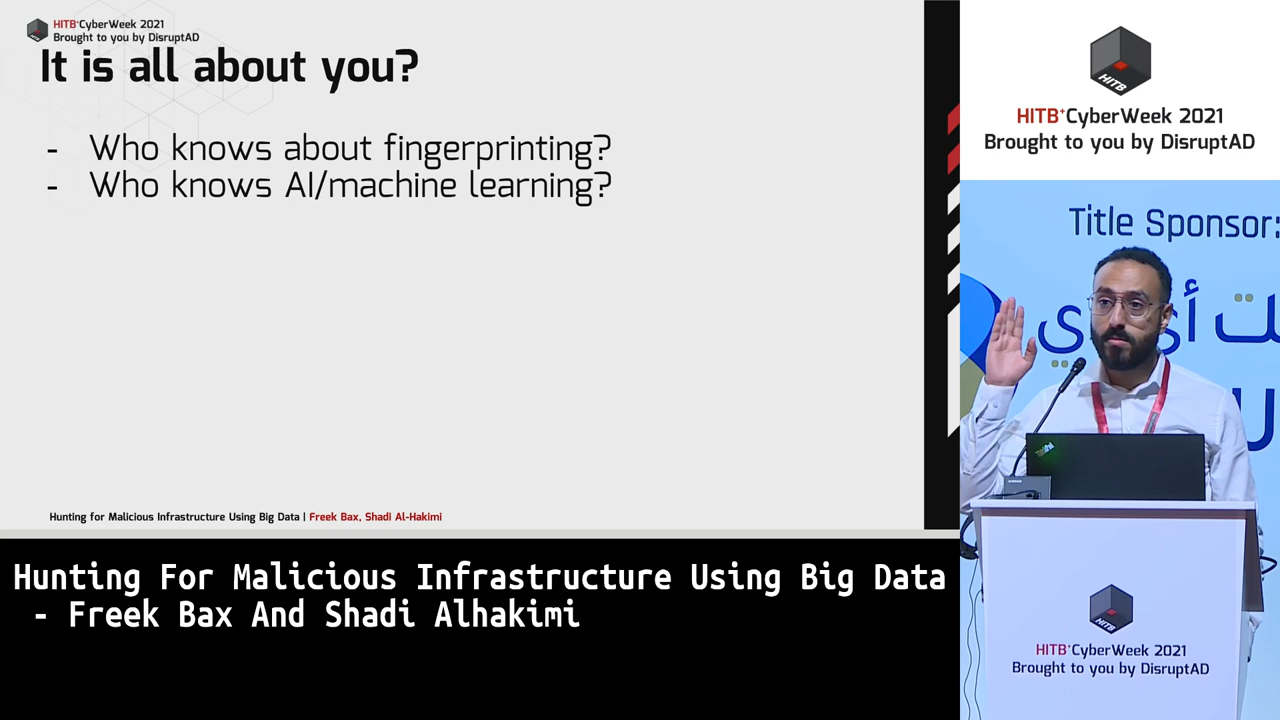 HITB+CyberWeek 2021
Brought to you by DisruptAD
It is all about you?
- Who knows about fingerprinting?
- Who knows AI/machine learning?
Hunting for Malicious Infrastructure Using Big Data | Freek Bax, Shadi Al-Hakimi
Hunting For Malicious Infrastructure Using Big Data
- Freek Bax And Shadi Alhakimi
HITB
HITB+CyberWeek 2021
Brought to you by DisruptAD
Title Sponsor:
ThinkPad
HITB
HITB+CyberWeek 2021
Brought to you by DisruptAD